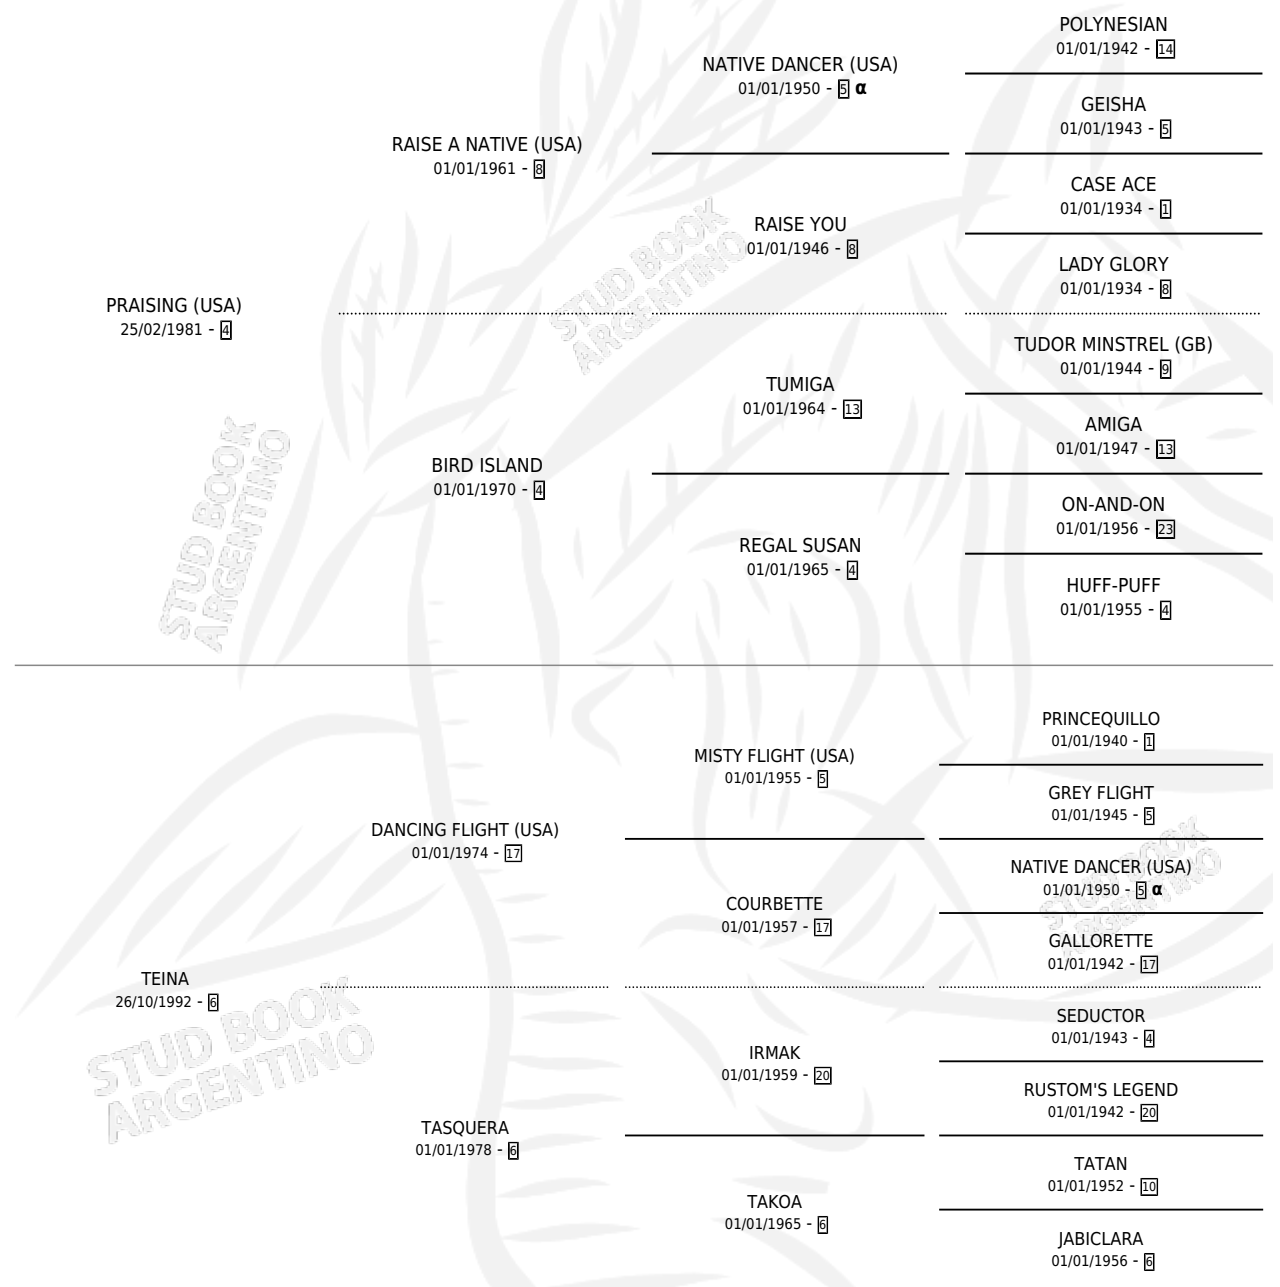 POLYNESIAN
01/01/1942 - 14
NATIVE DANCER (USA)
01/01/1950 - 5 α
GEISHA
01/01/1943 - 5
RAISE A NATIVE (USA)
01/01/1961 - 8
CASE ACE
01/01/1934 - 1
RAISE YOU
01/01/1946 - 8
LADY GLORY
01/01/1934 - 8
PRAISING (USA)
25/02/1981 - 4
TUDOR MINSTREL (GB)
01/01/1944 - 9
TUMIGA
01/01/1964 - 13
AMIGA
01/01/1947 - 13
BIRD ISLAND
01/01/1970 - 4
ON-AND-ON
01/01/1956 - 23
REGAL SUSAN
01/01/1965 - 4
HUFF-PUFF
01/01/1955 - 4
PRINCEQUILLO
01/01/1940 - 1
MISTY FLIGHT (USA)
01/01/1955 - 5
GREY FLIGHT
01/01/1945 - 5
DANCING FLIGHT (USA)
01/01/1974 - 17
NATIVE DANCER (USA)
01/01/1950 - 5 α
COURBETTE
01/01/1957 - 17
GALLORETTE
01/01/1942 - 17
TEINA
26/10/1992 - 6
SEDUCTOR
01/01/1943 - 4
IRMAK
01/01/1959 - 20
RUSTOM'S LEGEND
01/01/1942 - 20
TASQUERA
01/01/1978 - 6
TATAN
01/01/1952 - 10
TAKOA
01/01/1965 - 6
JABICLARA
01/01/1956 - 6
STUD BOOK
ARGENTINO
STUD BOOK
ARGENTINO
STUD BOOK
ARGENTINO
STUD BOOK
ARGENTINO